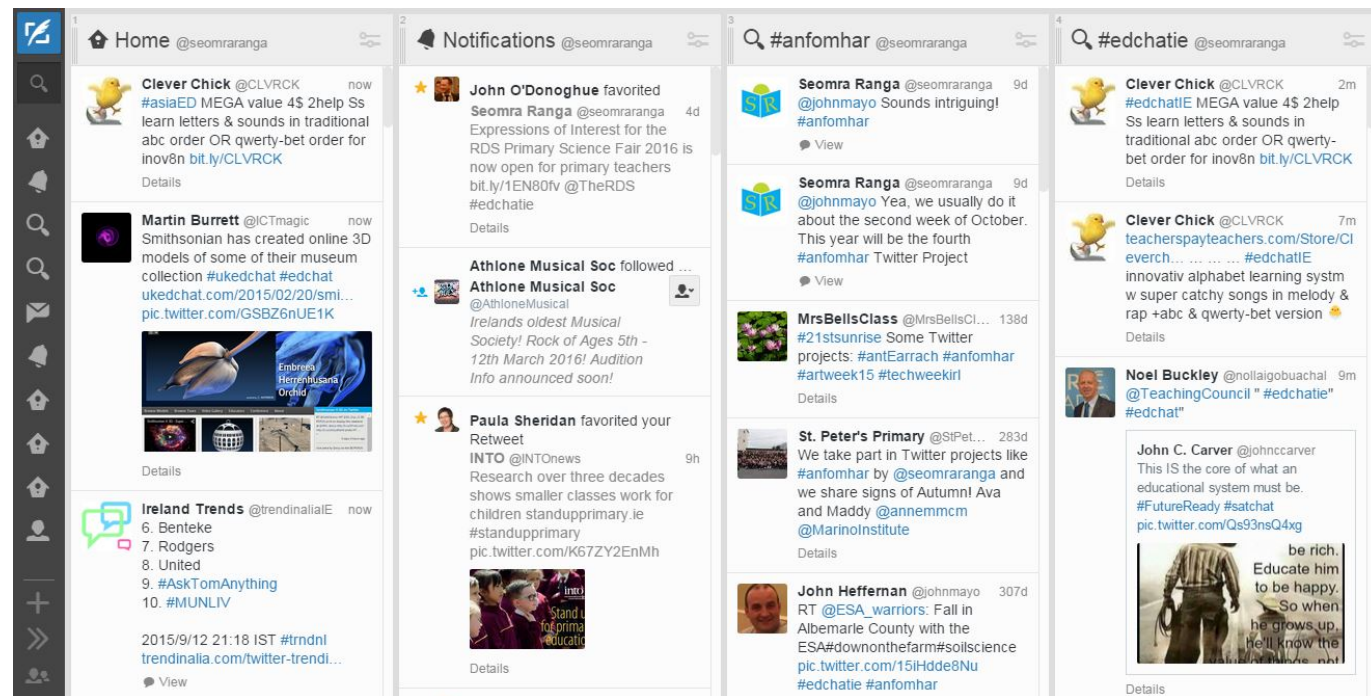 1
Home @seomraranga
Clever Chick @CLVRCK now
#asiaED MEGA value 4$ 2help Ss
learn letters & sounds in traditional
abc order OR qwerty-bet order for
inov8n bit.ly/CLVRCK
Details
Martin Burrett @ICTmagic now
Smithsonian has created online 3D
models of some of their museum
collection #ukedchat #edchat
ukedchat.com/2015/02/20/smi…
pic.twitter.com/GSBZ6nUE1K
Embreea
Herrenhusana
Orchid
Details
Ireland Trends @trendinaliaIE now
6. Benteke
7. Rodgers
8. United
9. #AskTomAnything
10. #MUNLIV
2015/9/12 21:18 IST #trndnl
trendinalia.com/twitter-trendi…
View
2
Notifications @seomraranga
John O'Donoghue favorited
Seomra Ranga @seomraranga 4d
Expressions of Interest for the
RDS Primary Science Fair 2016 is
now open for primary teachers
bit.ly/1EN80fv @TheRDS
#edchatie
Details
Athlone Musical Soc followed ...
Athlone Musical Soc
@AthloneMusical
Irelands oldest Musical
Society! Rock of Ages 5th -
12th March 2016! Audition
Info announced soon!
Paula Sheridan favorited your
Retweet
INTO @INTOnews 9h
Research over three decades
shows smaller classes work for
children standupprimary.ie
#standupprimary
pic.twitter.com/K67ZY2EnMh
into
Stand u
for prima
educatio
Details
3
#anfomhar @seomraranga
SR
Seomra Ranga @seomraranga 9d
@johnmayo Sounds intriguing!
#anfomhar
View
SR
Seomra Ranga @seomraranga 9d
@johnmayo Yea, we usually do it
about the second week of October.
This year will be the fourth
#anfomhar Twitter Project
View
MrsBellsClass @MrsBellsCl… 138d
#21stsunrise Some Twitter
projects: #antEarrach #anfomhar
#artweek15 #techweekirl
Details
St. Peter's Primary @StPet… 283d
We take part in Twitter projects like
#anfomhar by @seomraranga and
we share signs of Autumn! Ava
and Maddy @annemmcm
@MarinoInstitute
Details
John Heffernan @johnmayo 307d
RT @ESA_warriors: Fall in
Albemarle County with the
ESA#downonthefarm#soilscience
pic.twitter.com/15iHdde8Nu
#edchatie #anfomhar
4
#edchatie @seomraranga
Clever Chick @CLVRCK 2m
#edchatIE MEGA value 4$ 2help
Ss learn letters & sounds in
traditional abc order OR qwerty-
bet order for inov8n bit.ly/CLVRCK
Details
Clever Chick @CLVRCK 7m
teacherspayteachers.com/Store/Cl
everch… … … … #edchatIE
innovativ alphabet learning systm
w super catchy songs in melody &
rap +abc & qwerty-bet version
Details
Noel Buckley @nollaigobuachal 9m
@TeachingCouncil " #edchatie"
#edchat"
John C. Carver @johnccarver
This IS the core of what an
educational system must be.
#FutureReady #satchat
pic.twitter.com/Qs93nsQ4xg
be rich.
Educate him
to be happy.
So when
he grows up,
he'll know the
value of things, not
Details